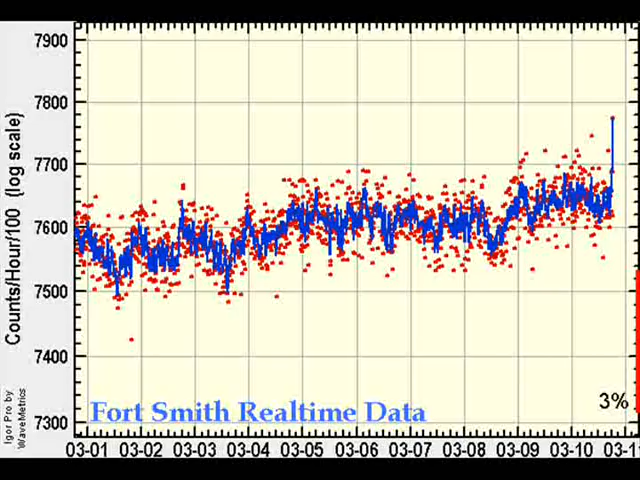 7900
7800
7700
7600
7500
7400
7300
Counts/Hour/100 (log scale)
Igor Pro by
WaveMetrics
Fort Smith Realtime Data
3%
03-01 03-02 03-03 03-04 03-05 03-06 03-07 03-08 03-09 03-10 03-1